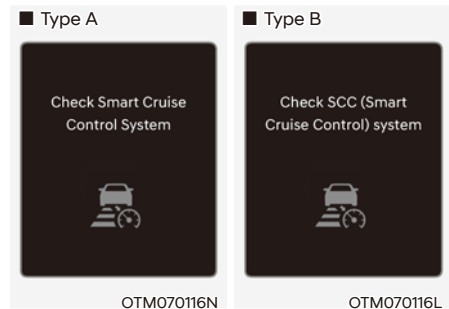 ■ Type A
Check Smart Cruise
Control System
OTM070116N
■ Type B
Check SCC (Smart
Cruise Control) system
OTM070116L